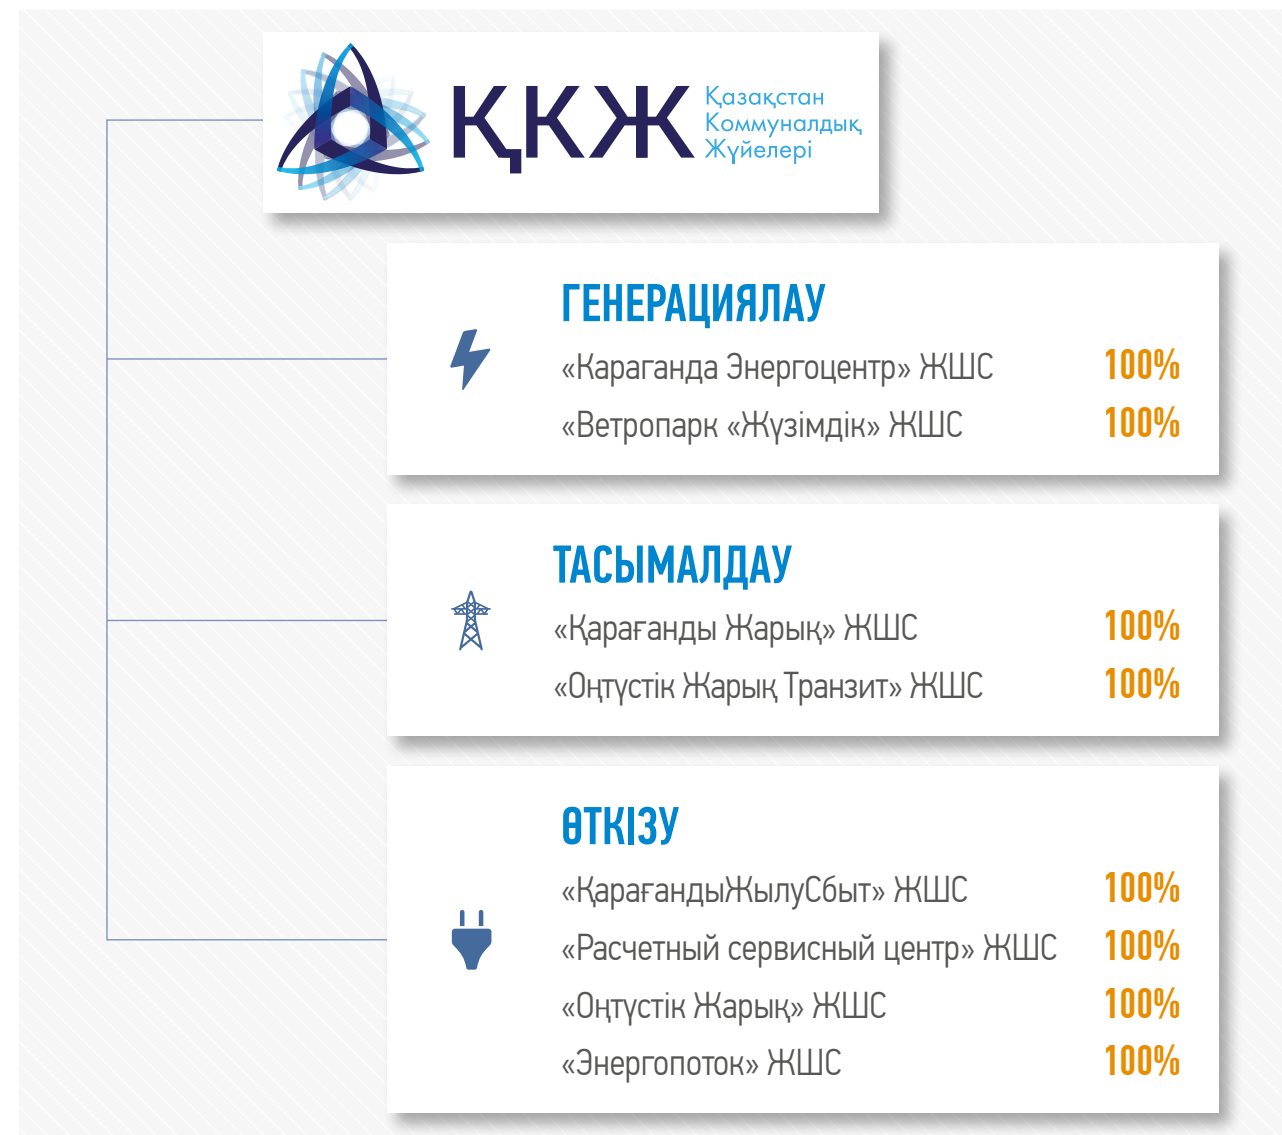 ҚКЖ
Қазақстан
Коммуналдық
Жүйелері
ГЕНЕРАЦИЯЛАУ
«Караганда Энергоцентр» ЖШС 100%
«Ветропарк «Жүзімдік» ЖШС 100%
ТАСЫМАЛДАУ
«Қарағанды Жарық» ЖШС 100%
«Оңтүстік Жарық Транзит» ЖШС 100%
ӨТКІЗУ
«ҚарағандыЖылуСбыт» ЖШС 100%
«Расчетный сервисный центр» ЖШС 100%
«Оңтүстік Жарық» ЖШС 100%
«Энергопоток» ЖШС 100%